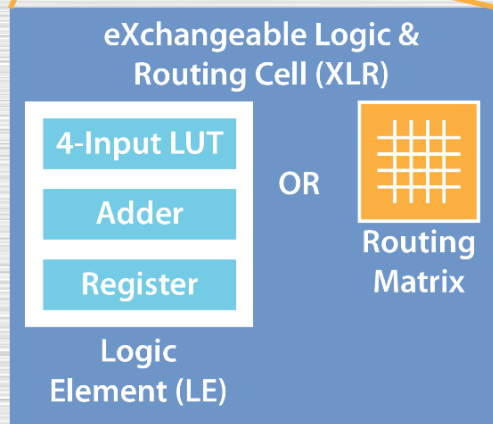 eXchangeable Logic &
Routing Cell (XLR)
4-Input LUT
Adder
Register
Logic
Element (LE)
OR
Routing
Matrix